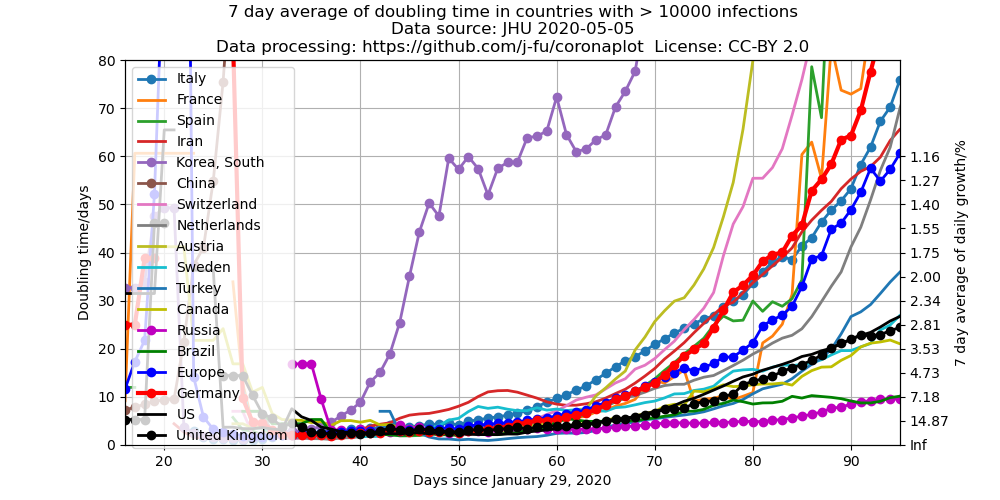 7 day average of doubling time in countries with > 10000 infections
Data source: JHU 2020-05-05
Data processing: https://github.com/j-fu/coronaplot  License: CC-BY 2.0
80
70
60
50
40
30
20
10
0
Doubling time/days
Italy
France
Spain
Iran
Korea, South
China
Switzerland
Netherlands
Austria
Sweden
Turkey
Canada
Russia
Brazil
Europe
Germany
US
United Kingdom
1.16
1.27
1.40
1.55
1.75
2.00
2.34
2.81
3.53
4.73
7.18
14.87
Inf
7 day average of daily growth/%
20 30 40 50 60 70 80 90
Days since January 29, 2020